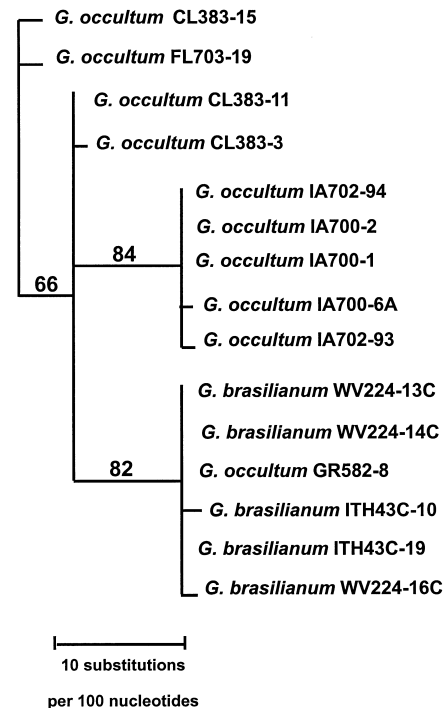 G. occultum CL383-15
G. occultum FL703-19
G. occultum CL383-11
G. occultum CL383-3
G. occultum IA702-94
G. occultum IA700-2
84
G. occultum IA700-1
66
G. occultum IA700-6A
G. occultum IA702-93
G. brasilianum WV224-13C
G. brasilianum WV224-14C
82
G. occultum GR582-8
G. brasilianum ITH43C-10
G. brasilianum ITH43C-19
G. brasilianum WV224-16C
10 substitutions
per 100 nucleotides